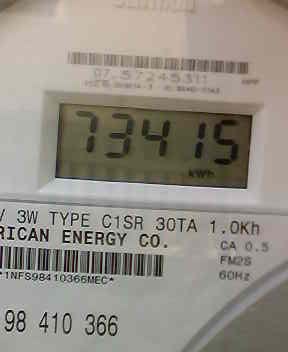 07.57245311
73415
kWh
V 3W TYPE C1SR 30TA 1.0Kh
RICAN ENERGY CO.
CA 0.5
FM2S
60Hz
*1NFS98410366MEC*
98 410 366